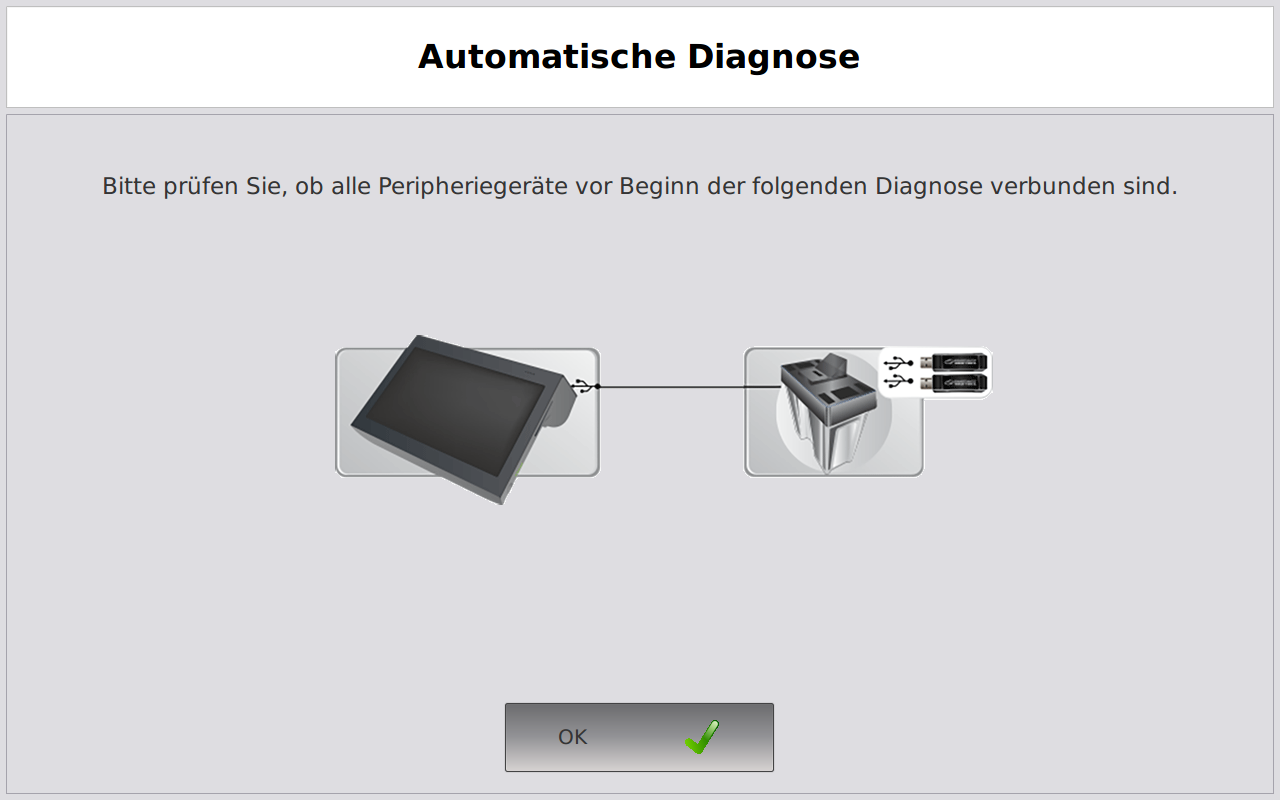 Automatische Diagnose
Bitte prüfen Sie, ob alle Peripheriegeräte vor Beginn der folgenden Diagnose verbunden sind.
OK